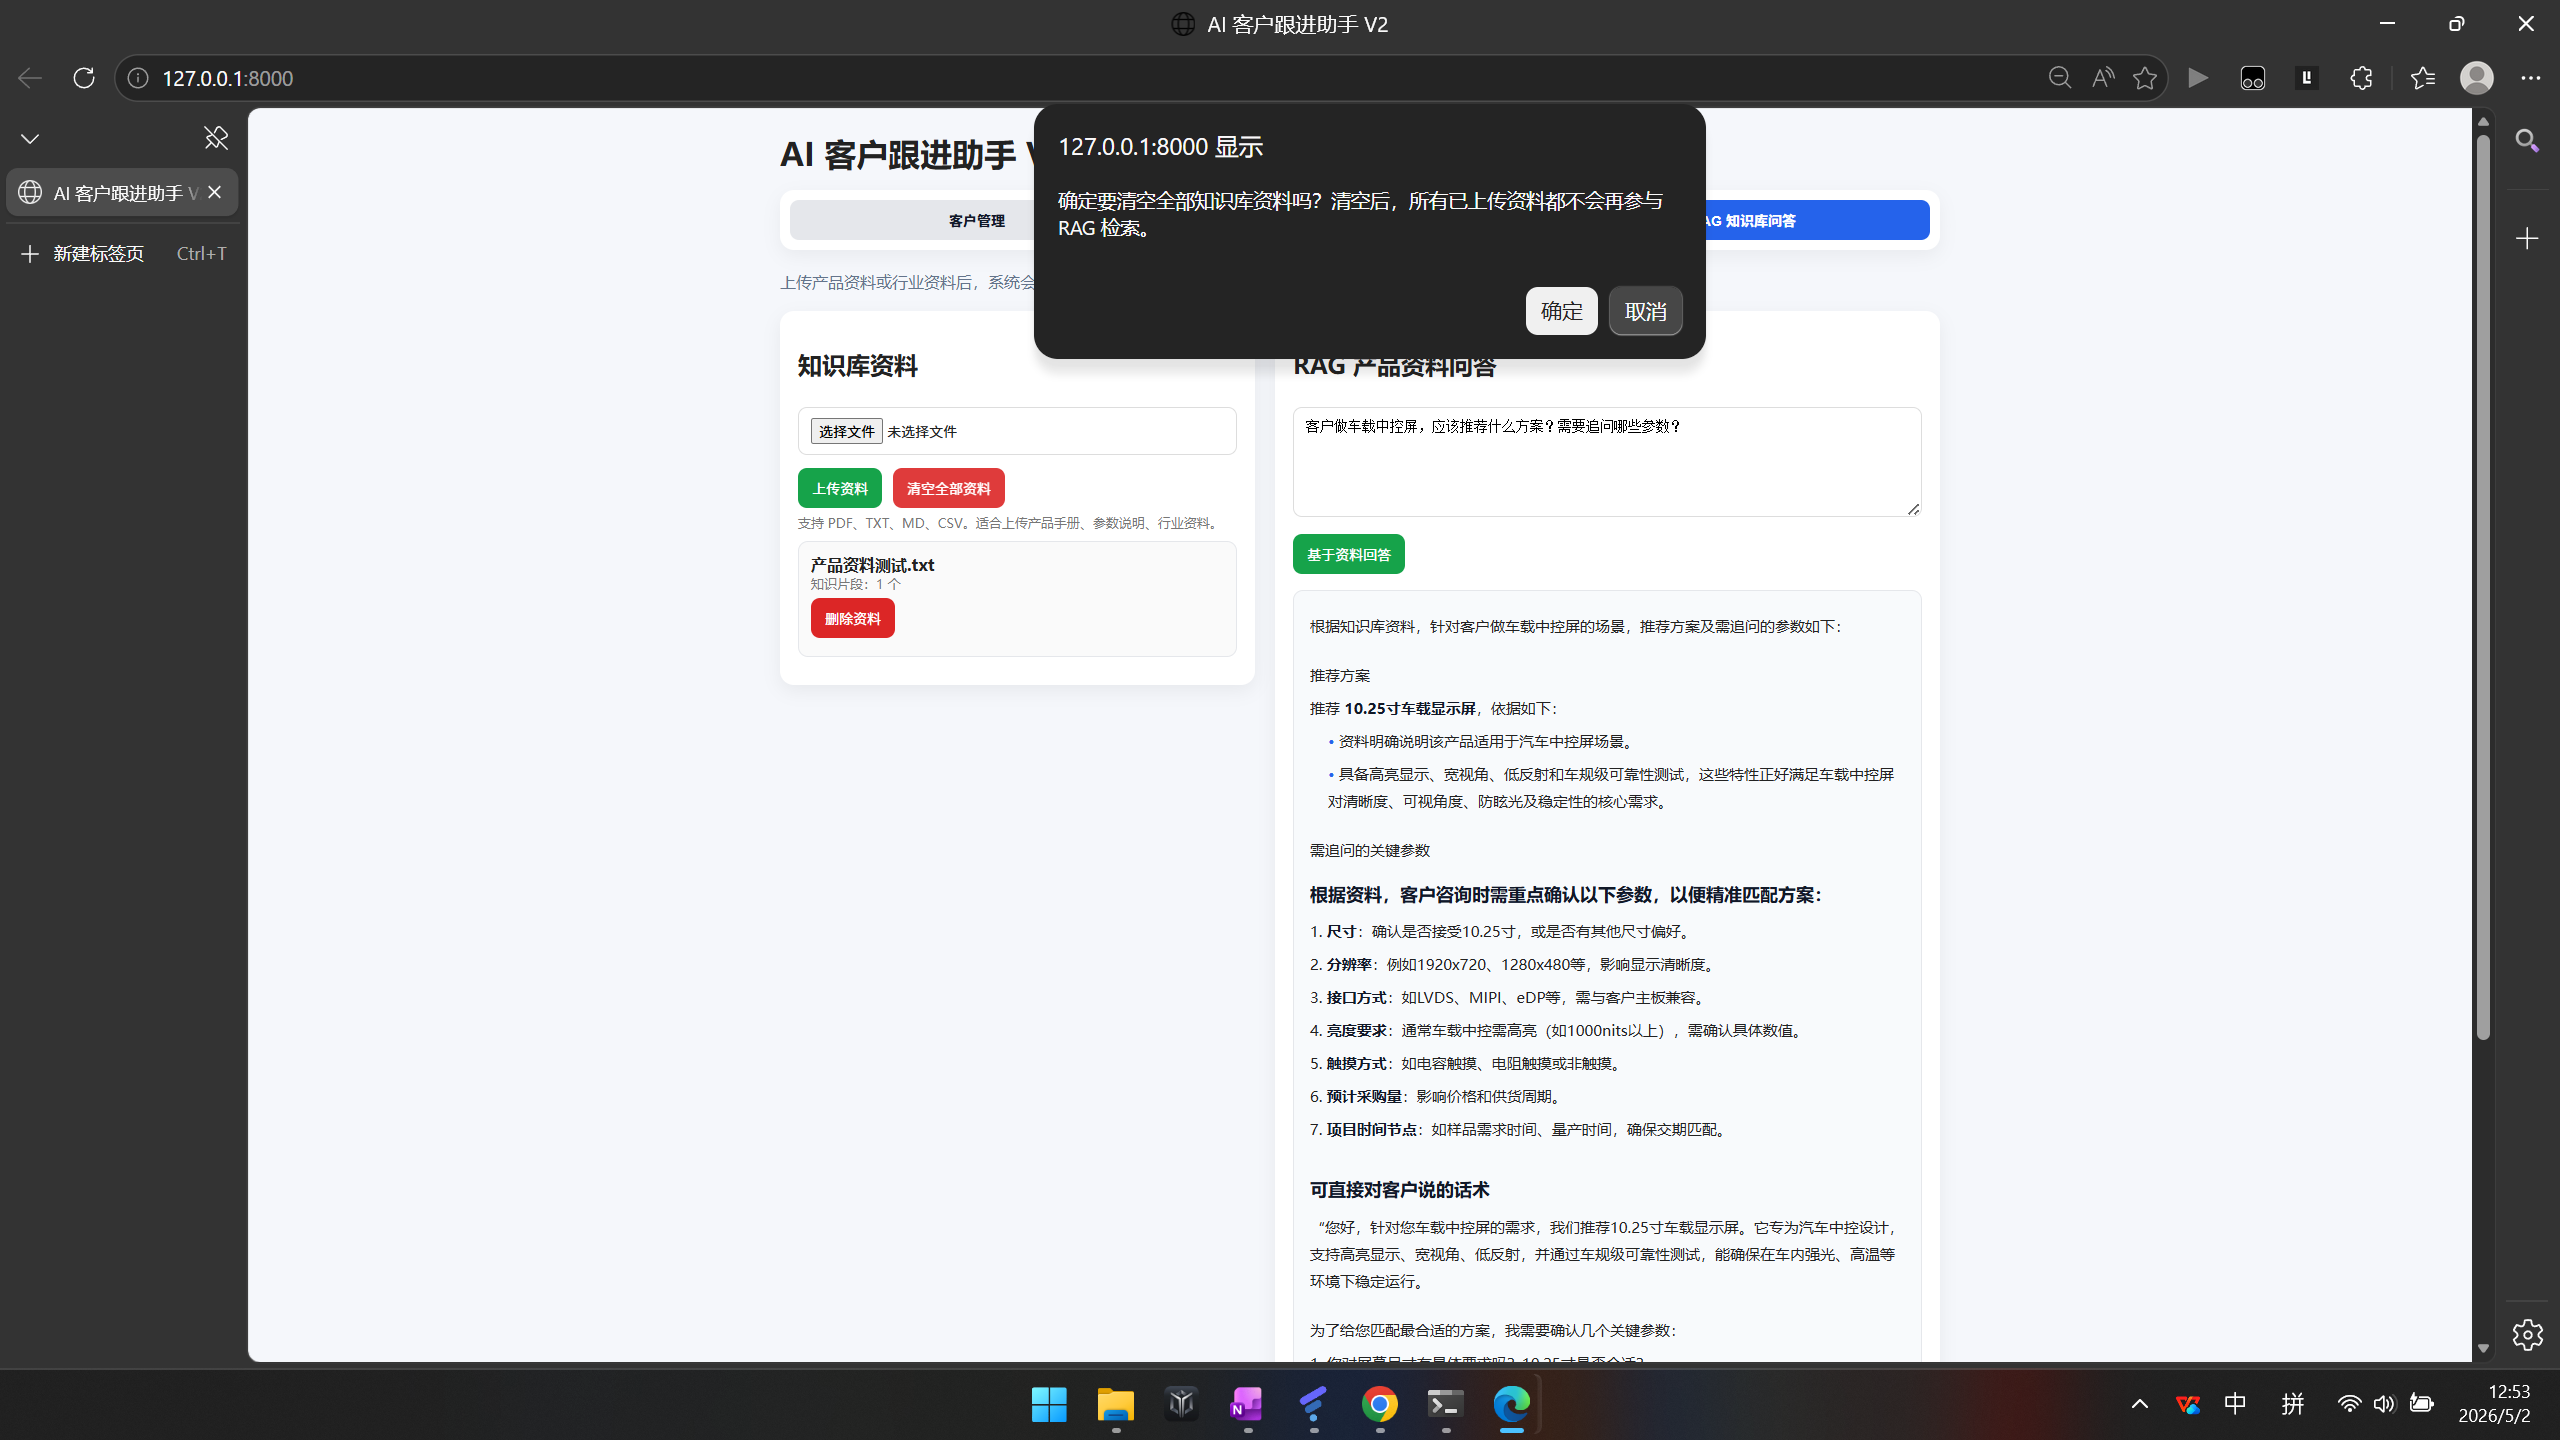 AI 客户跟进助手 V2
127.0.0.1:8000
AI 客户跟进助手 V
新建标签页 Ctrl+T
127.0.0.1:8000 显示
确定要清空全部知识库资料吗？清空后，所有已上传资料都不会再参与
RAG 检索。
确定 取消
AI 客户跟进助手
客户管理
AG 知识库问答
上传产品资料或行业资料后，系统会
知识库资料
选择文件 未选择文件
上传资料 清空全部资料
支持 PDF、TXT、MD、CSV。适合上传产品手册、参数说明、行业资料。
产品资料测试.txt
知识片段：1 个
删除资料
RAG 产品资料问答
客户做车载中控屏，应该推荐什么方案？需要追问哪些参数？
基于资料回答
根据知识库资料，针对客户做车载中控屏的场景，推荐方案及需追问的参数如下：
推荐方案
推荐 10.25寸车载显示屏，依据如下：
• 资料明确说明该产品适用于汽车中控屏场景。
• 具备高亮显示、宽视角、低反射和车规级可靠性测试，这些特性正好满足车载中控屏
对清晰度、可视角度、防眩光及稳定性的核心需求。
需追问的关键参数
根据资料，客户咨询时需重点确认以下参数，以便精准匹配方案：
1. 尺寸：确认是否接受10.25寸，或是否有其他尺寸偏好。
2. 分辨率：例如1920x720、1280x480等，影响显示清晰度。
3. 接口方式：如LVDS、MIPI、eDP等，需与客户主板兼容。
4. 亮度要求：通常车载中控需高亮（如1000nits以上），需确认具体数值。
5. 触摸方式：如电容触摸、电阻触摸或非触摸。
6. 预计采购量：影响价格和供货周期。
7. 项目时间节点：如样品需求时间、量产时间，确保交期匹配。
可直接对客户说的话术
“您好，针对您车载中控屏的需求，我们推荐10.25寸车载显示屏。它专为汽车中控设计，
支持高亮显示、宽视角、低反射，并通过车规级可靠性测试，能确保在车内强光、高温等
环境下稳定运行。
为了给您匹配最合适的方案，我需要确认几个关键参数：
1. 您对屏幕尺寸有具体要求吗？10.25寸是否合适？
中 拼
12:53
2026/5/2